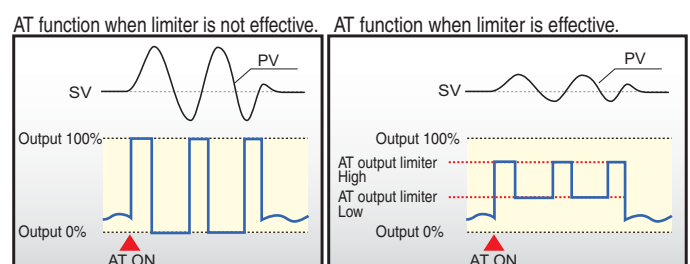 AT function when limiter is not effective.
PV
SV
Output 100%
Output 0%
AT ON
AT function when limiter is effective.
PV
SV
Output 100%
AT output limiter
High
AT output limiter
Low
Output 0%
AT ON